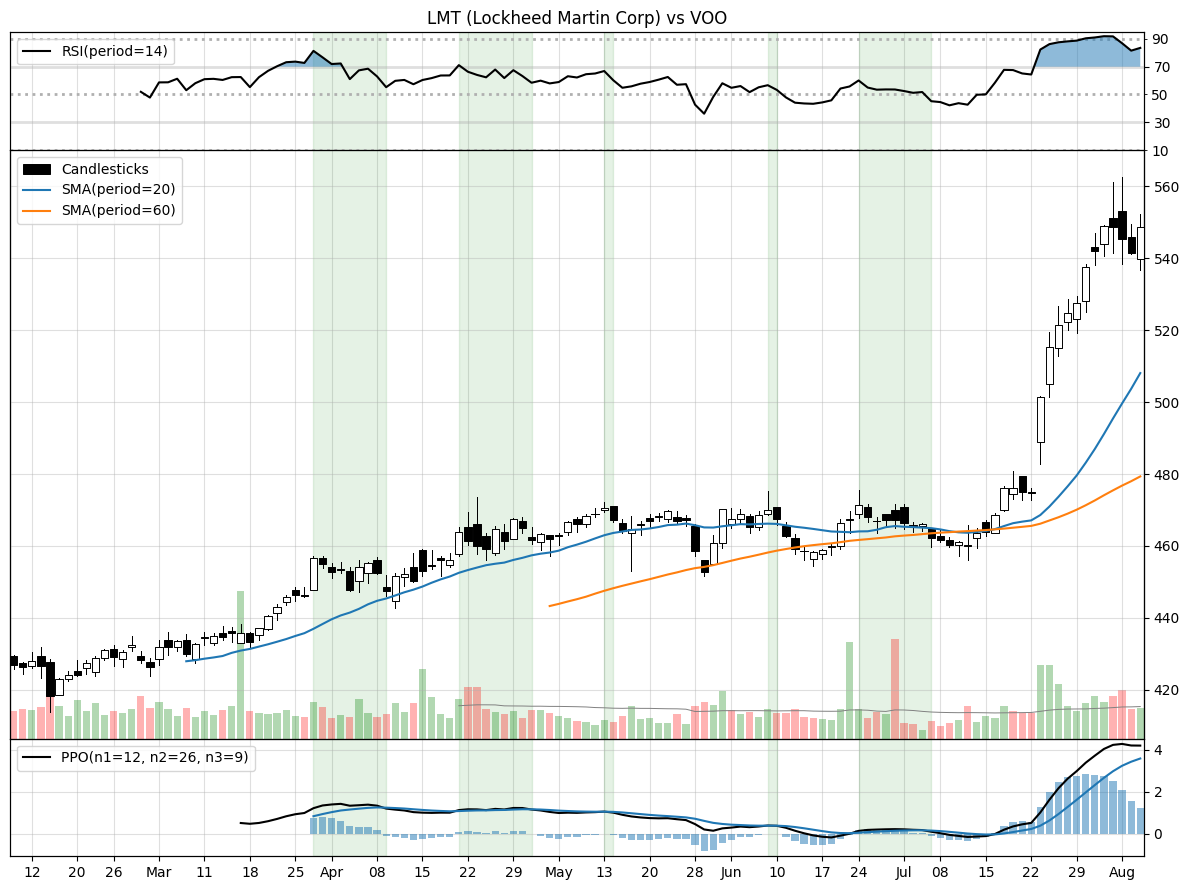 LMT (Lockheed Martin Corp) vs VOO
RSI(period=14)
90
70
50
30
10
Candlesticks
SMA(period=20)
SMA(period=60)
560
540
520
500
480
460
440
420
PPO(n1=12, n2=26, n3=9)
4
2
0
12 20 26 Mar 11 18 25 Apr 08 15 22 29 May 13 20 28 Jun 10 17 24 Jul 08 15 22 29 Aug